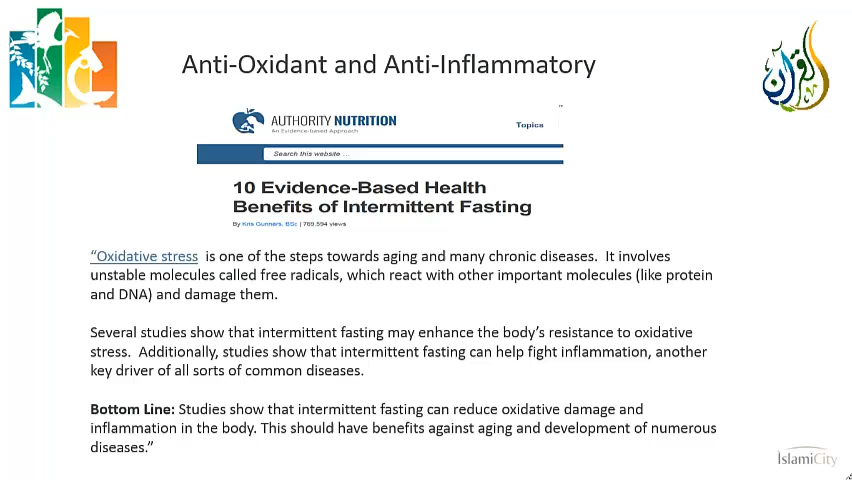 Anti-Oxidant and Anti-Inflammatory
القرآن
AUTHORITY NUTRITION
An Evidence-based Approach
Topics
Search this website ...
10 Evidence-Based Health
Benefits of Intermittent Fasting
By Kris Gunnars, BSc | 789,594 views
“Oxidative stress is one of the steps towards aging and many chronic diseases. It involves
unstable molecules called free radicals, which react with other important molecules (like protein
and DNA) and damage them.
Several studies show that intermittent fasting may enhance the body’s resistance to oxidative
stress. Additionally, studies show that intermittent fasting can help fight inflammation, another
key driver of all sorts of common diseases.
Bottom Line: Studies show that intermittent fasting can reduce oxidative damage and
inflammation in the body. This should have benefits against aging and development of numerous
diseases.”
IslamiCity